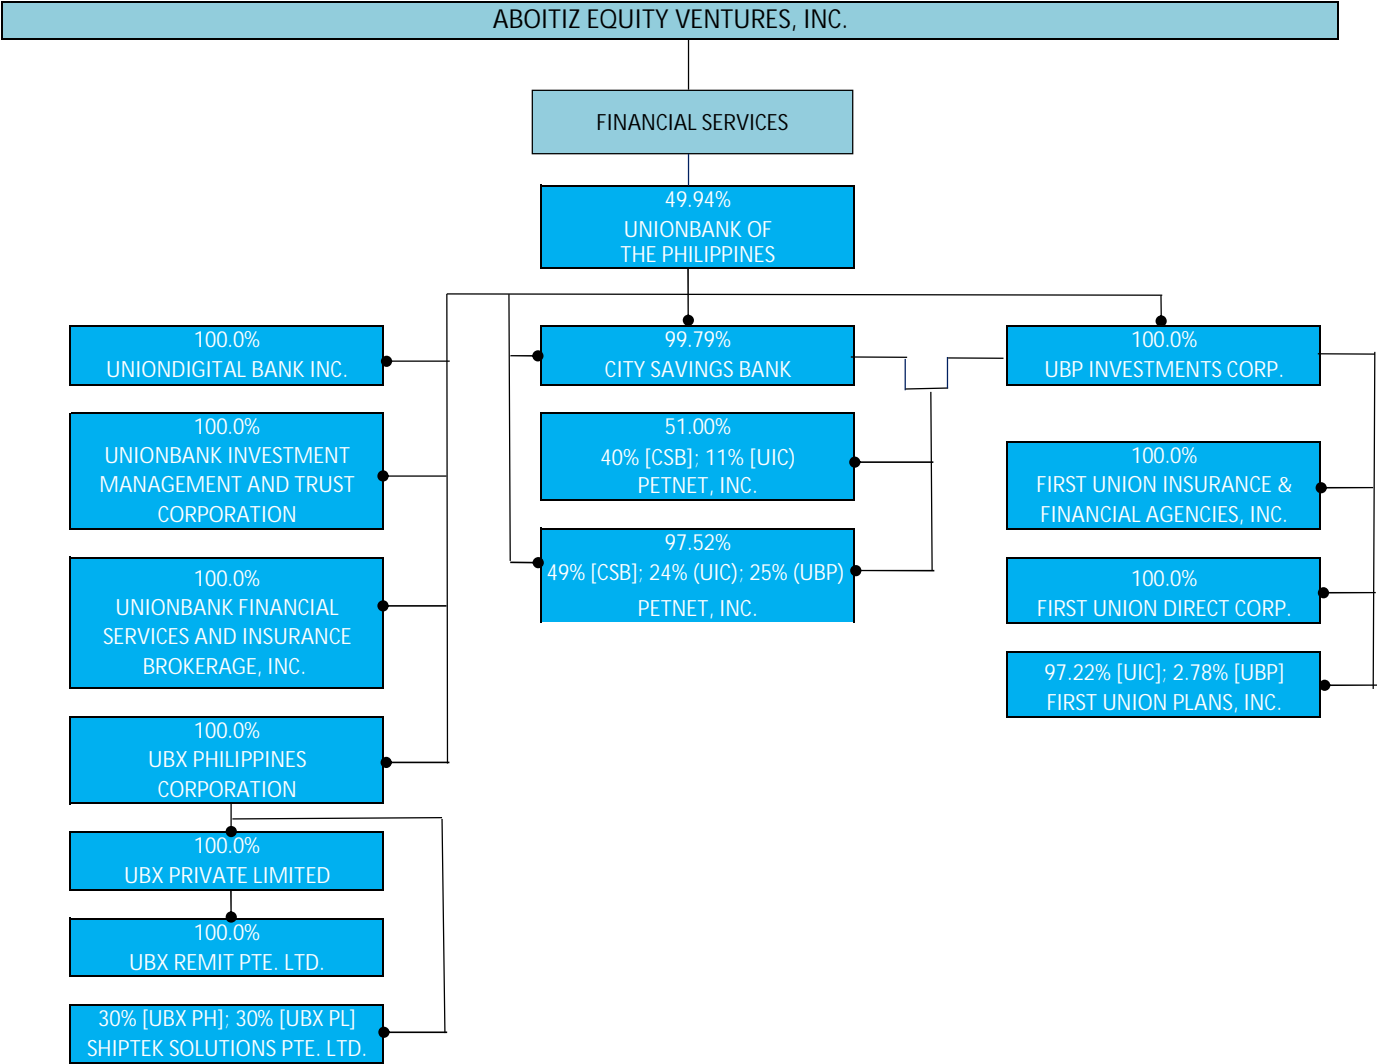 ABOITIZ EQUITY VENTURES, INC.
FINANCIAL SERVICES
49.94%
UNIONBANK OF
THE PHILIPPINES
100.0%
UNIONDIGITAL BANK INC.
100.0%
UNIONBANK INVESTMENT
MANAGEMENT AND TRUST
CORPORATION
100.0%
UNIONBANK FINANCIAL
SERVICES AND INSURANCE
BROKERAGE, INC.
100.0%
UBX PHILIPPINES
CORPORATION
100.0%
UBX PRIVATE LIMITED
100.0%
UBX REMIT PTE. LTD.
30% [UBX PH]; 30% [UBX PL]
SHIPTEK SOLUTIONS PTE. LTD.
99.79%
CITY SAVINGS BANK
51.00%
40% [CSB]; 11% [UIC)
PETNET, INC.
97.52%
49% [CSB]; 24% (UIC); 25% (UBP)
PETNET, INC.
100.0%
UBP INVESTMENTS CORP.
100.0%
FIRST UNION INSURANCE &
FINANCIAL AGENCIES, INC.
100.0%
FIRST UNION DIRECT CORP.
97.22% [UIC]; 2.78% [UBP]
FIRST UNION PLANS, INC.